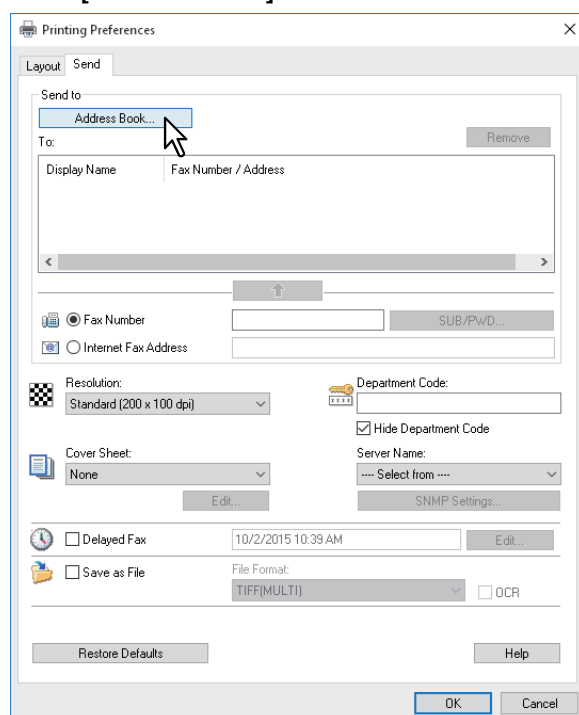 Printing Preferences
Layout Send
Send to
Address Book...
To:
Remove
Display Name Fax Number / Address
Fax Number
SUB/PWD...
Internet Fax Address
Resolution:
Standard (200 x 100 dpi)
Department Code:
Hide Department Code
Cover Sheet:
None
Edit...
Server Name:
---- Select from ----
SNMP Settings...
Delayed Fax
10/2/2015 10:39 AM
Edit...
Save as File
File Format:
TIFF(MULTI)
OCR
Restore Defaults
Help
OK
Cancel